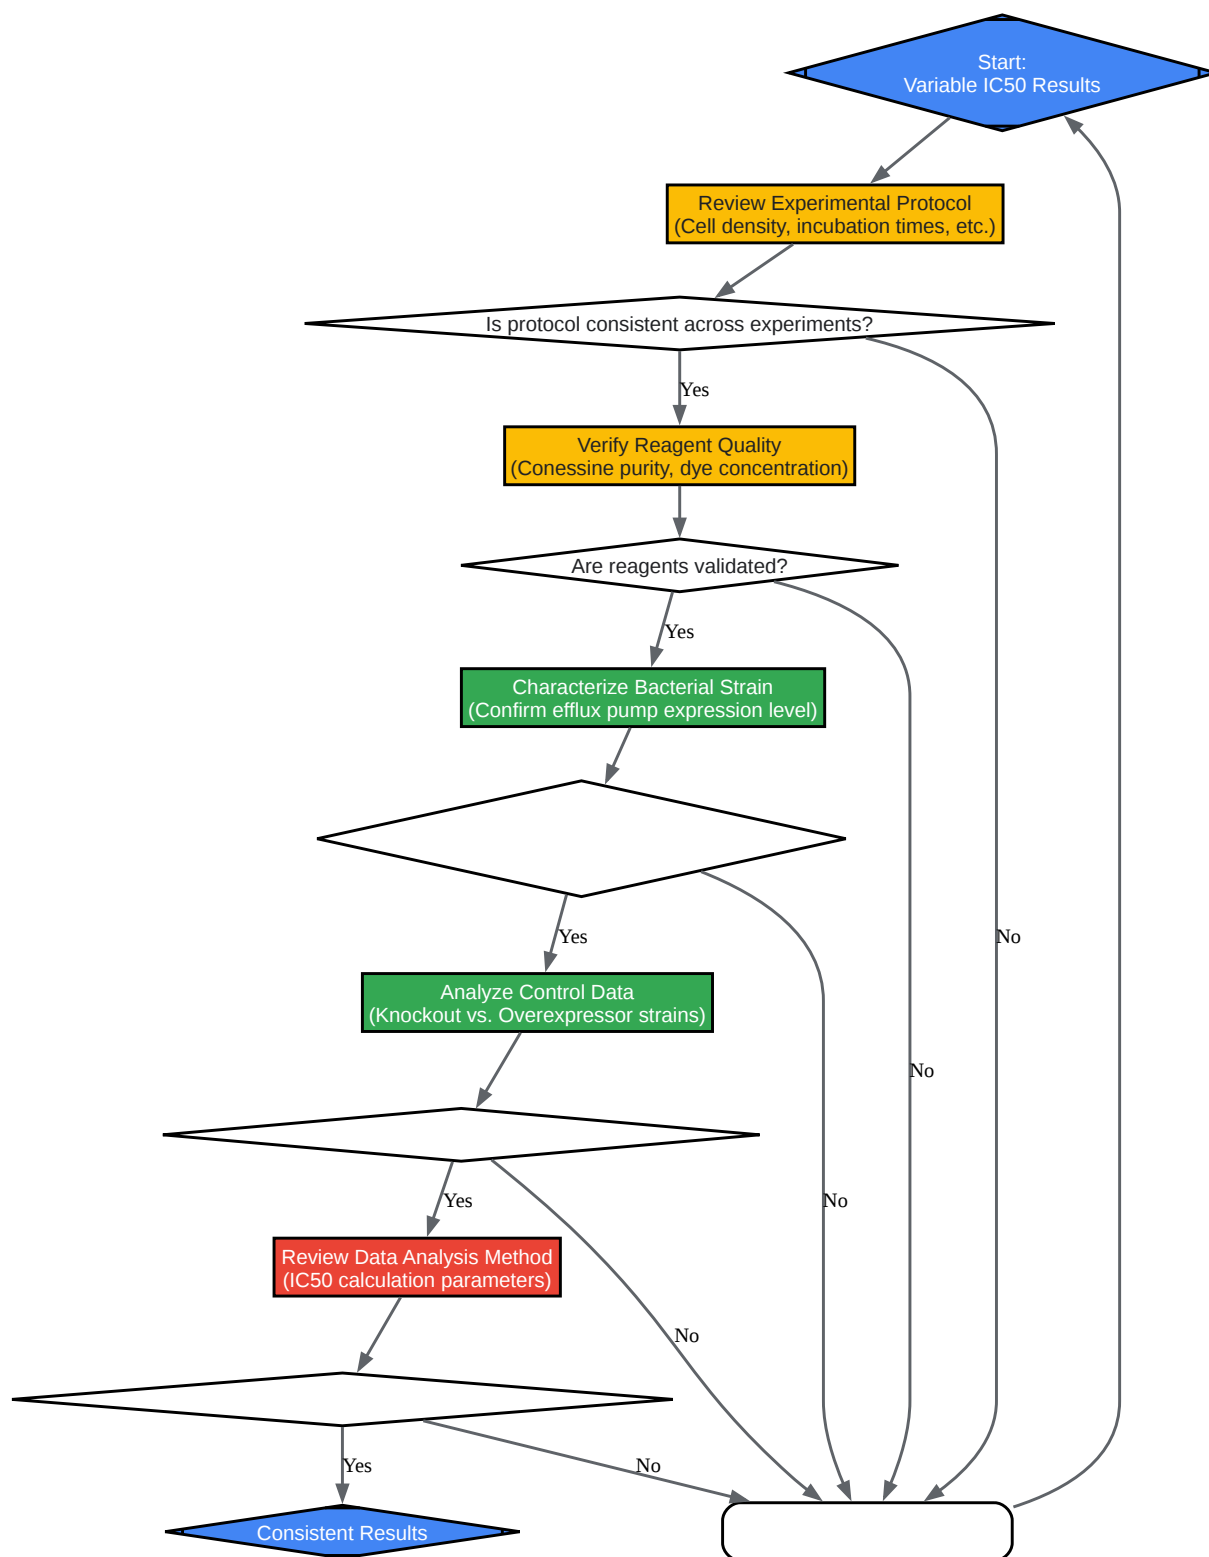 Start:
Variable IC50 Results
Review Experimental Protocol
(Cell density, incubation times, etc.)
Is protocol consistent across experiments?
Yes
Verify Reagent Quality
(Conessine purity, dye concentration)
Are reagents validated?
Yes
Characterize Bacterial Strain
(Confirm efflux pump expression level)
Yes
No
Analyze Control Data
(Knockout vs. Overexpressor strains)
No
Yes
No
Review Data Analysis Method
(IC50 calculation parameters)
No
Yes
No
Consistent Results